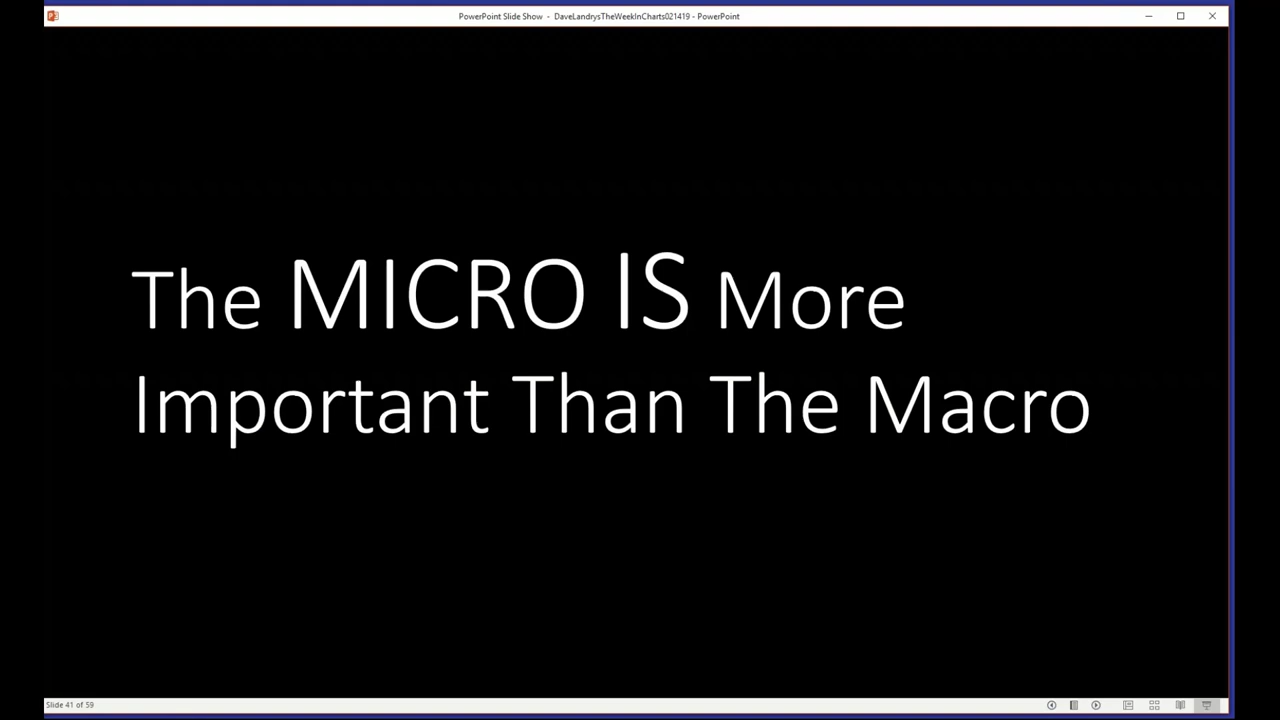 PowerPoint Slide Show - DaveLandrysTheWeekInCharts021419 - PowerPoint
The MICRO IS More
Important Than The Macro
Slide 41 of 59